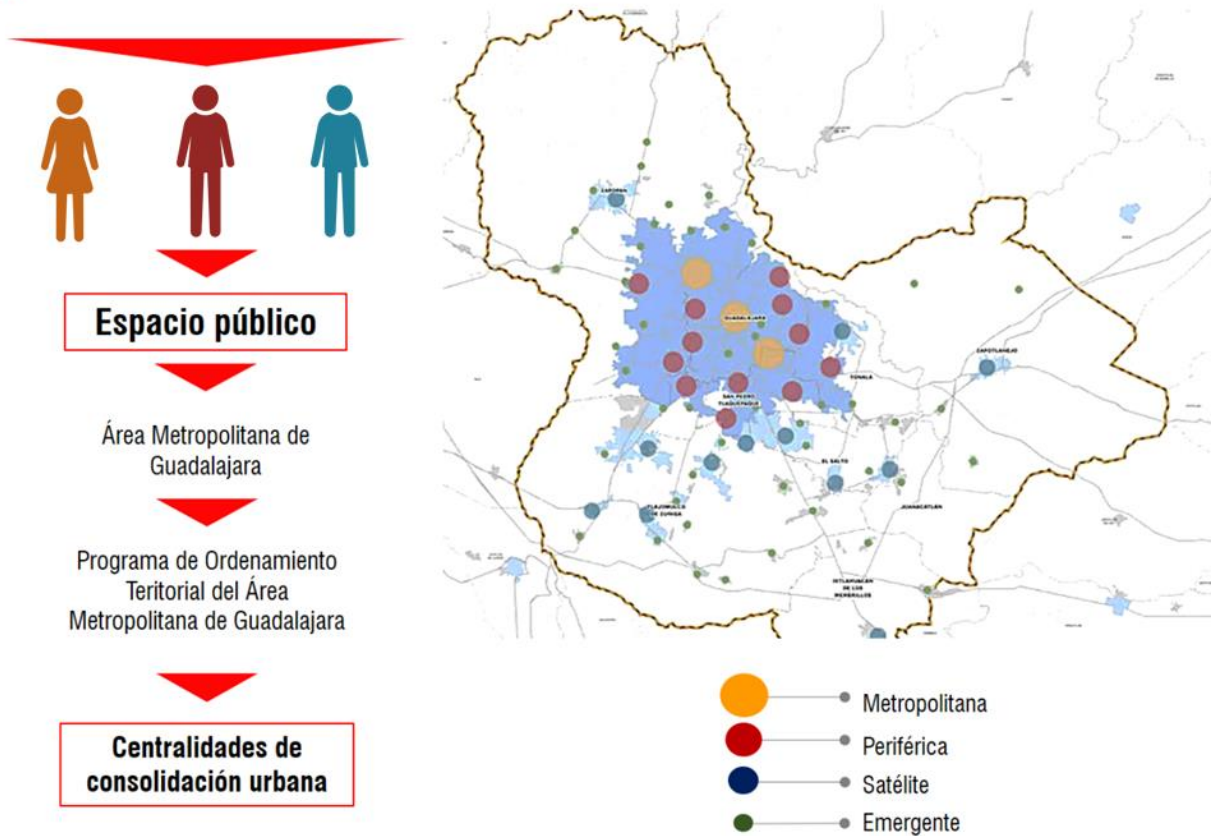 Espacio público
Área Metropolitana de
Guadalajara
Programa de Ordenamiento
Teritorial del Área
Metropolitana de Guadalajara
Centralidades de
consolidación urbana
ZAPOPAN
GUADALAJARA
ZAPOTLANEJO
TONALÁ
SAN PEDRO
TLAQUEPAQUE
EL SALTO
TLAJOMULCO
DE ZUÑIGA
JUANACATLÁN
IXTLAHUACÁN
DE LOS
MEMBRILLOS
Metropolitana
Periférica
Satélite
Emergente